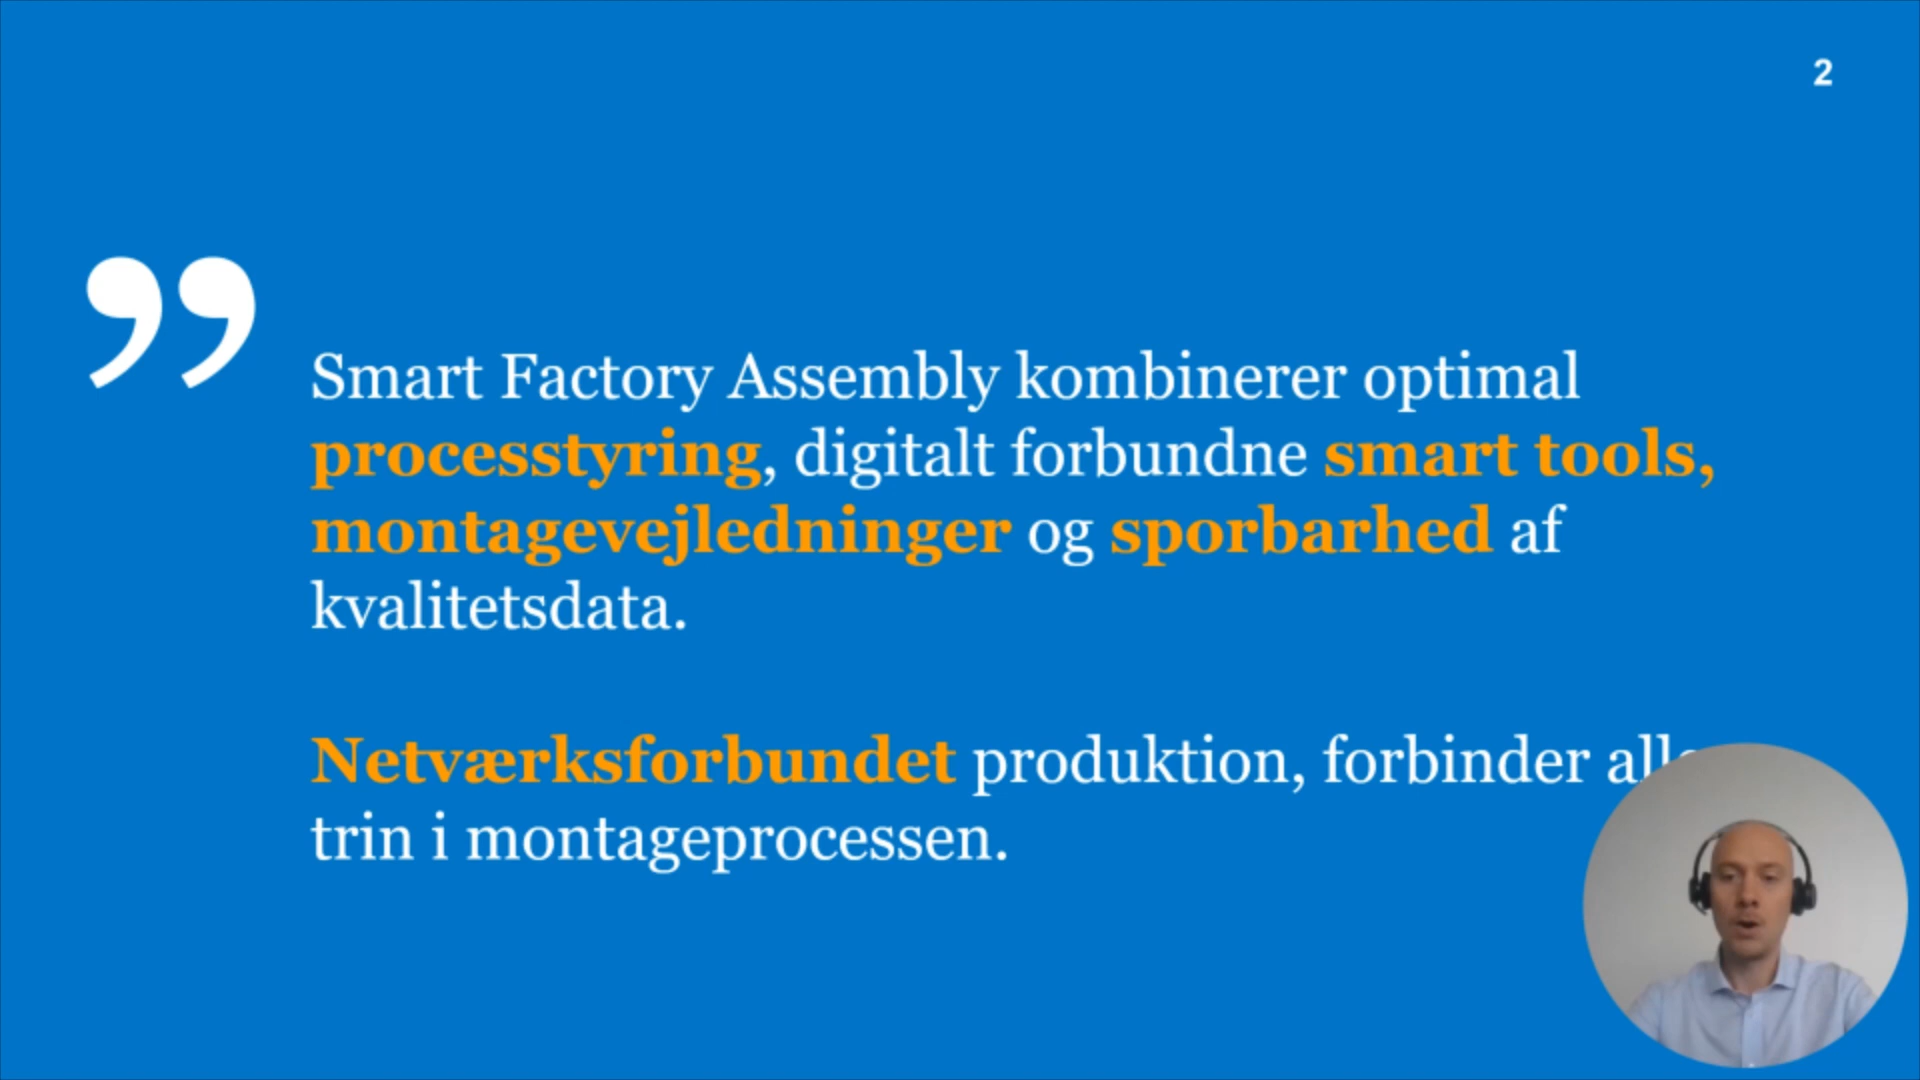 2
”
Smart Factory Assembly kombinerer optimal
processtyring, digitalt forbundne smart tools,
montagevejledninger og sporbarhed af
kvalitetsdata.
Netværksforbundet produktion, forbinder alle
trin i montageprocessen.